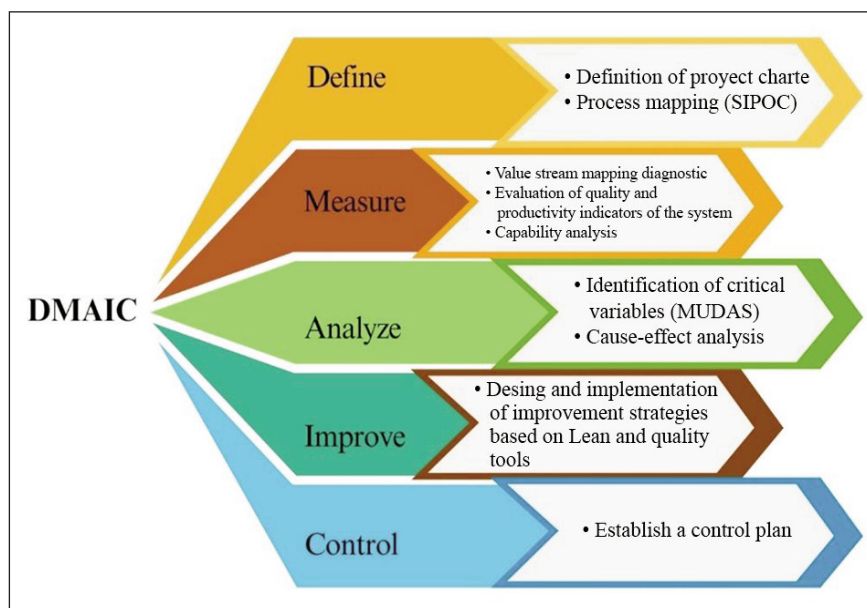 DMAIC
Define
• Definition of proyect charte
• Process mapping (SIPOC)
Measure
• Value stream mapping diagnostic
• Evaluation of quality and
productivity indicators of the system
• Capability analysis
Analyze
• Identification of critical
variables (MUDAS)
• Cause-effect analysis
Improve
• Desing and implementation
of improvement strategies
based on Lean and quality
tools
Control
• Establish a control plan